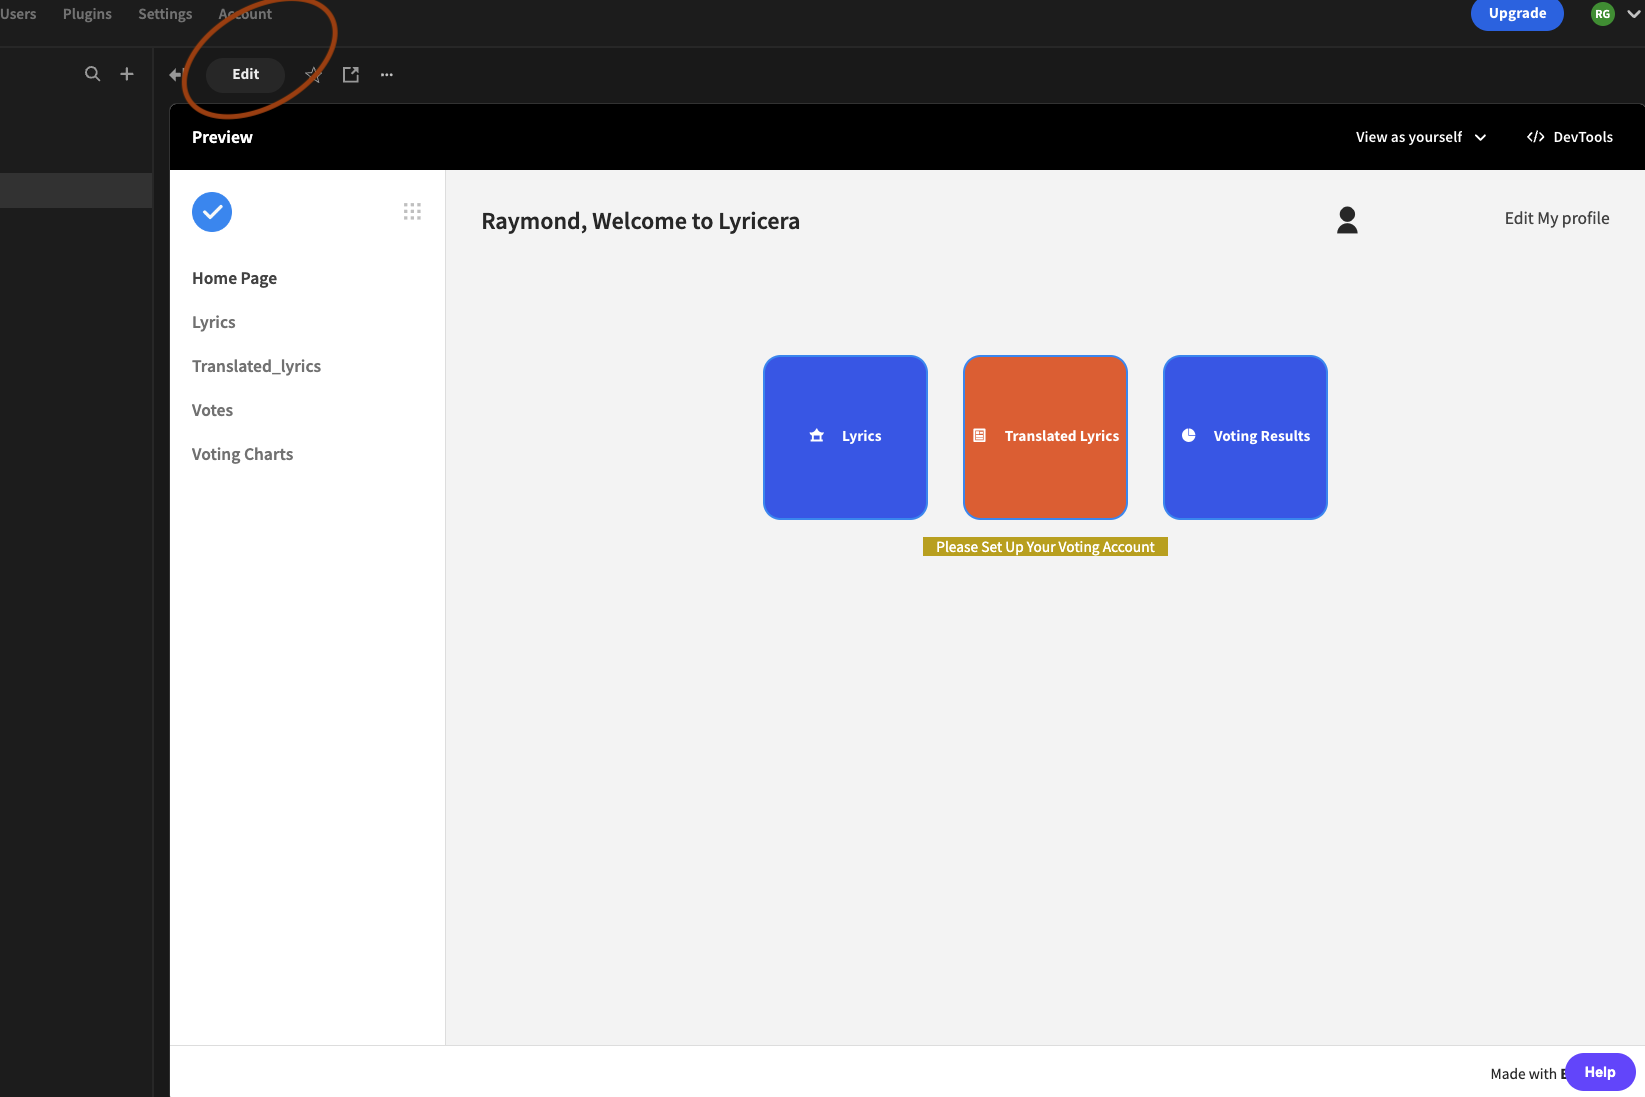 Users Plugins Settings Account
Upgrade RG
Edit
Preview View as yourself </> DevTools
Raymond, Welcome to Lyricera Edit My profile
Home Page
Lyrics
Translated_lyrics
Votes
Voting Charts
Lyrics Translated Lyrics Voting Results
Please Set Up Your Voting Account
Made with
Help